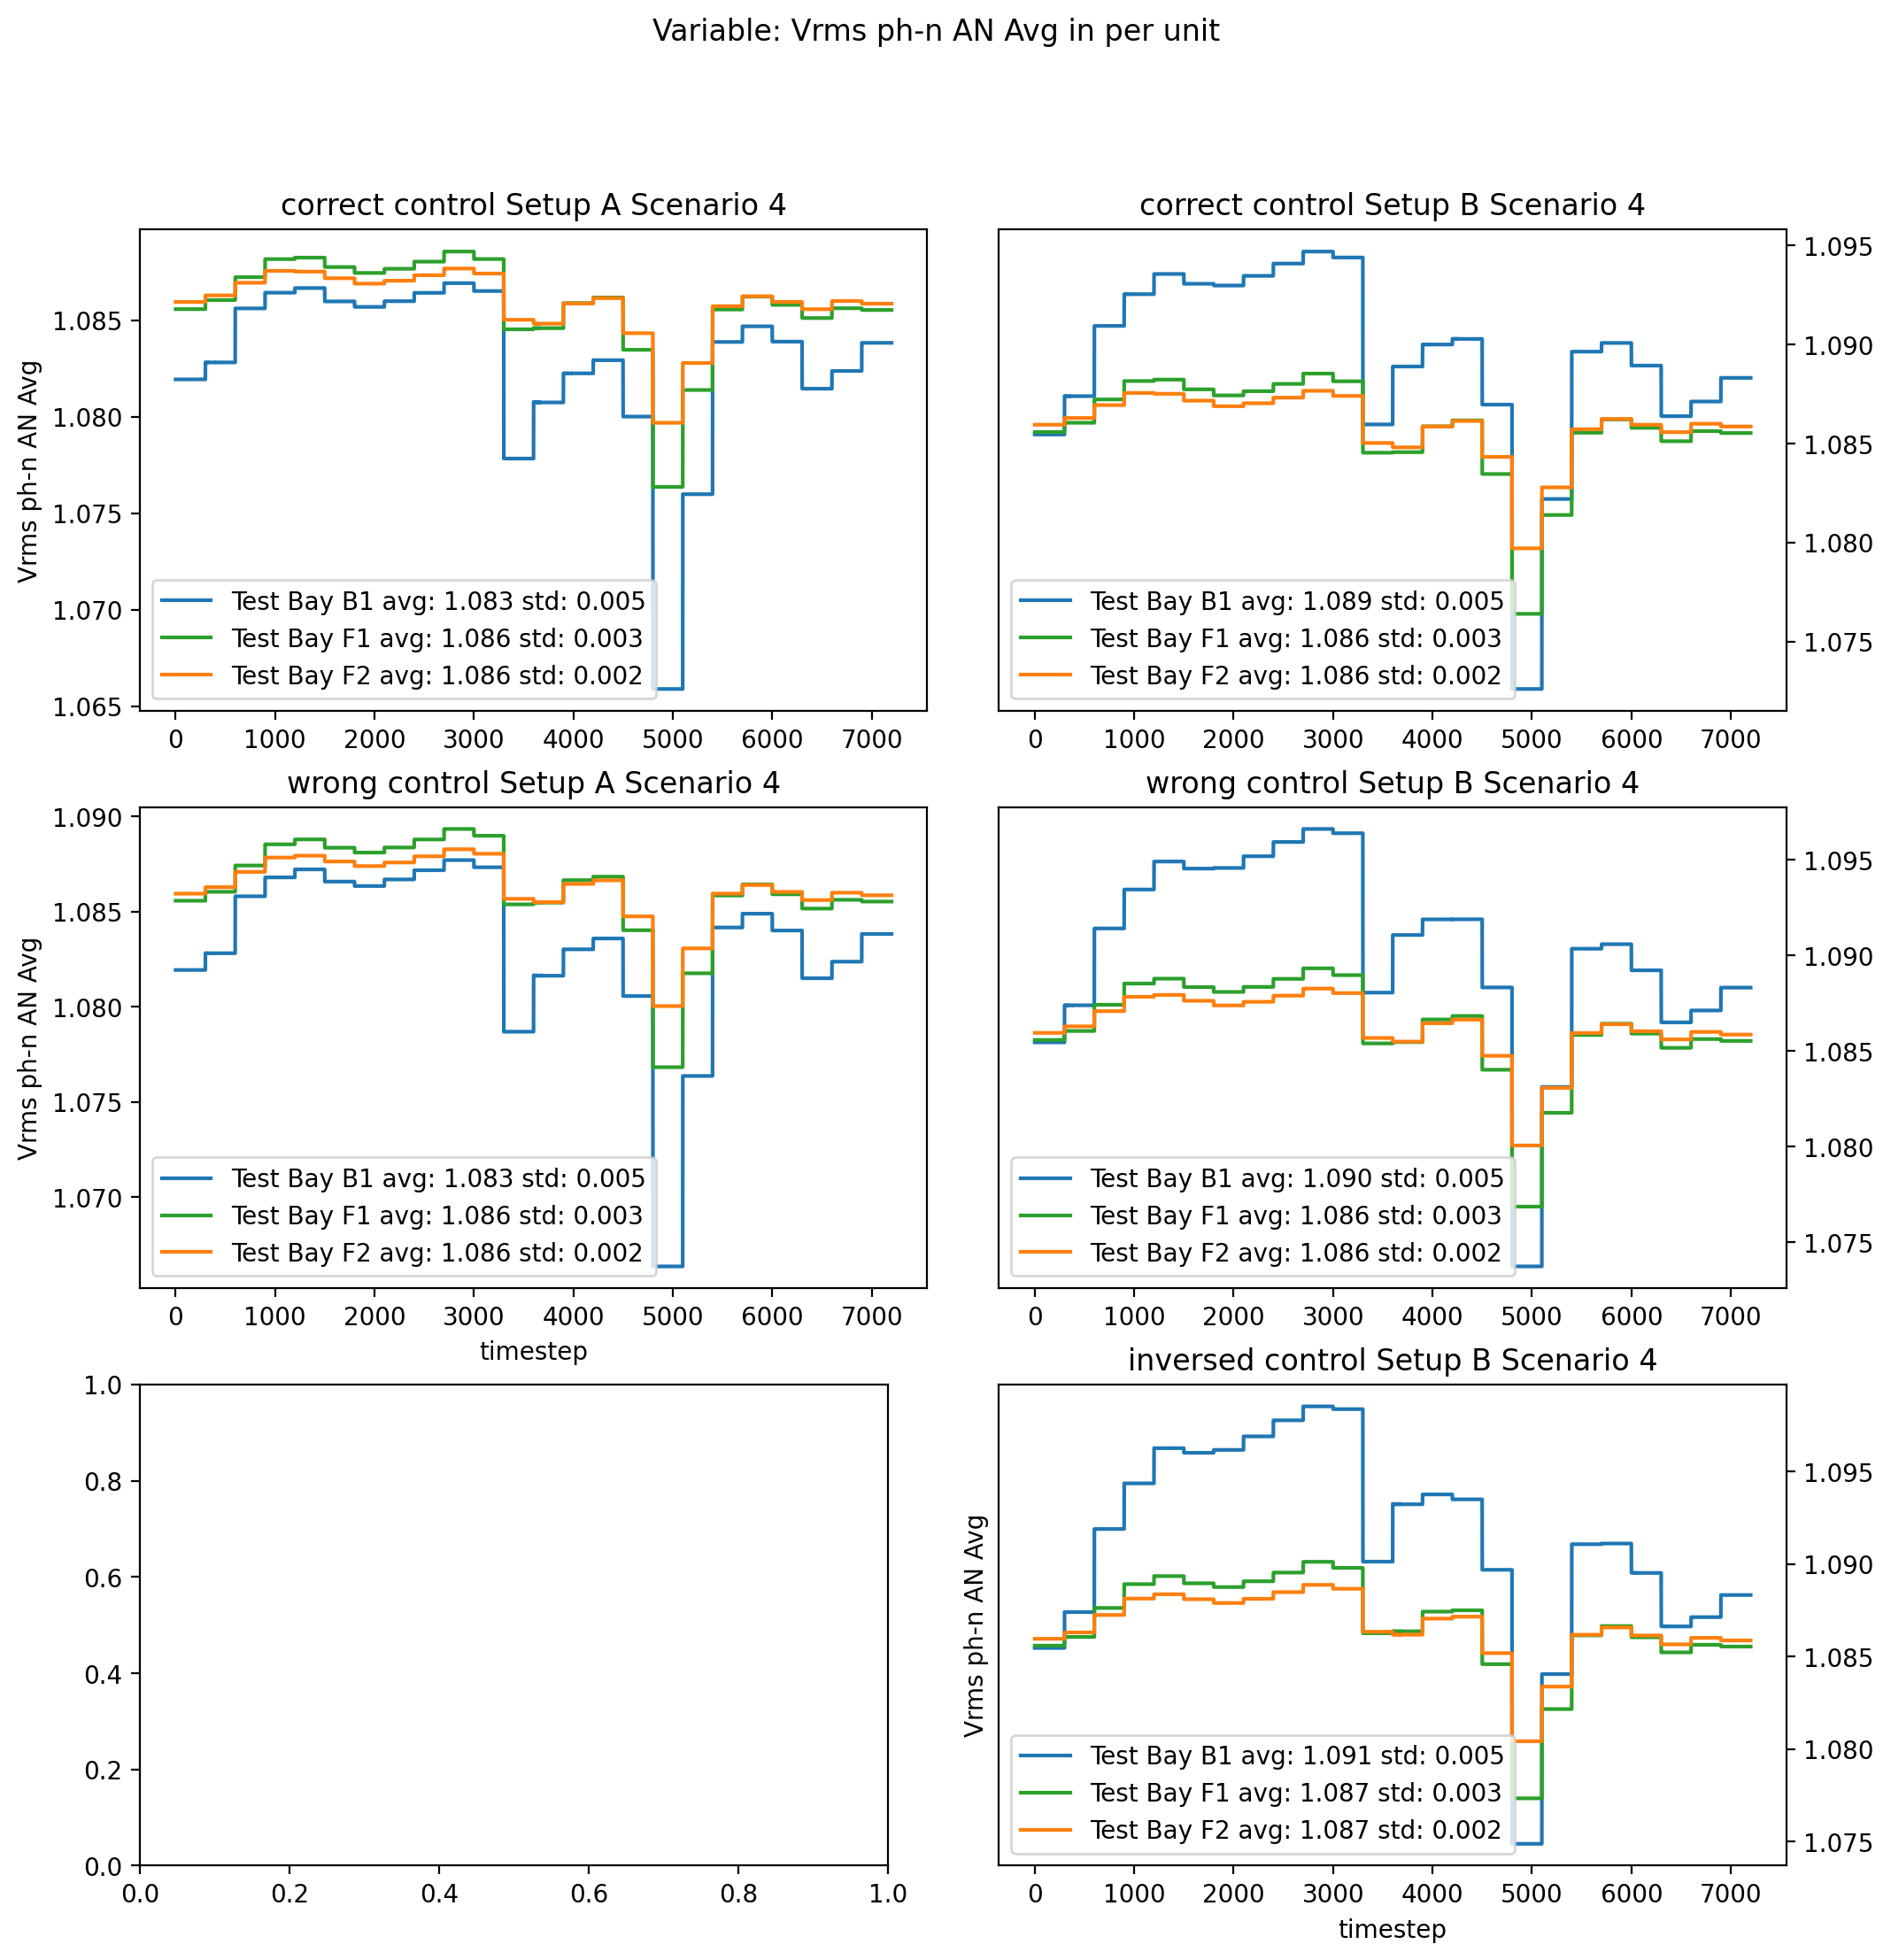 Variable: Vrms ph-n AN Avg in per unit
correct control Setup A Scenario 4
Vrms ph-n AN Avg
1.085
1.080
1.075
1.070
1.065
Test Bay B1 avg: 1.083 std: 0.005
Test Bay F1 avg: 1.086 std: 0.003
Test Bay F2 avg: 1.086 std: 0.002
0 1000 2000 3000 4000 5000 6000 7000
correct control Setup B Scenario 4
1.095
1.090
1.085
1.080
1.075
Test Bay B1 avg: 1.089 std: 0.005
Test Bay F1 avg: 1.086 std: 0.003
Test Bay F2 avg: 1.086 std: 0.002
0 1000 2000 3000 4000 5000 6000 7000
wrong control Setup A Scenario 4
Vrms ph-n AN Avg
1.090
1.085
1.080
1.075
1.070
Test Bay B1 avg: 1.083 std: 0.005
Test Bay F1 avg: 1.086 std: 0.003
Test Bay F2 avg: 1.086 std: 0.002
0 1000 2000 3000 4000 5000 6000 7000
timestep
wrong control Setup B Scenario 4
1.095
1.090
1.085
1.080
1.075
Test Bay B1 avg: 1.090 std: 0.005
Test Bay F1 avg: 1.086 std: 0.003
Test Bay F2 avg: 1.086 std: 0.002
0 1000 2000 3000 4000 5000 6000 7000
1.0
0.8
0.6
0.4
0.2
0.0
0.0 0.2 0.4 0.6 0.8 1.0
inversed control Setup B Scenario 4
Vrms ph-n AN Avg
1.095
1.090
1.085
1.080
1.075
Test Bay B1 avg: 1.091 std: 0.005
Test Bay F1 avg: 1.087 std: 0.003
Test Bay F2 avg: 1.087 std: 0.002
0 1000 2000 3000 4000 5000 6000 7000
timestep